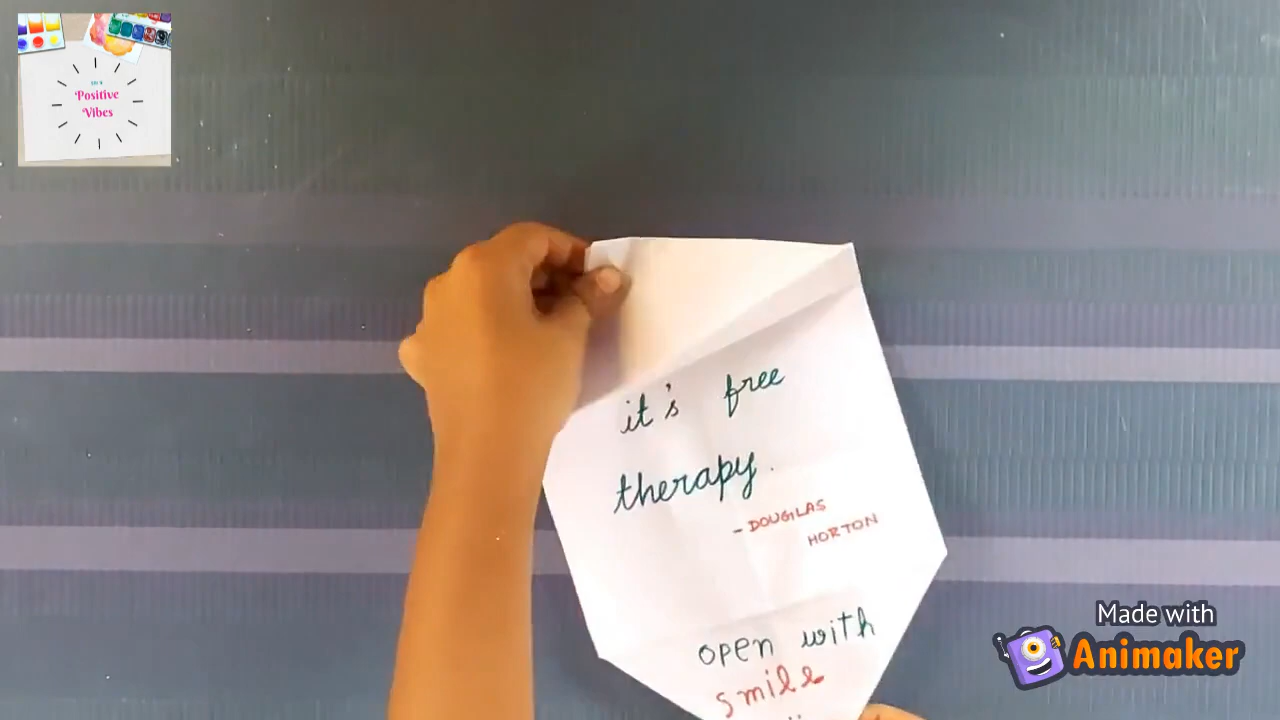 Positive
Vibes
it's free
therapy.
- DOUGLAS
HORTON
open with
smile
Made with
Animaker